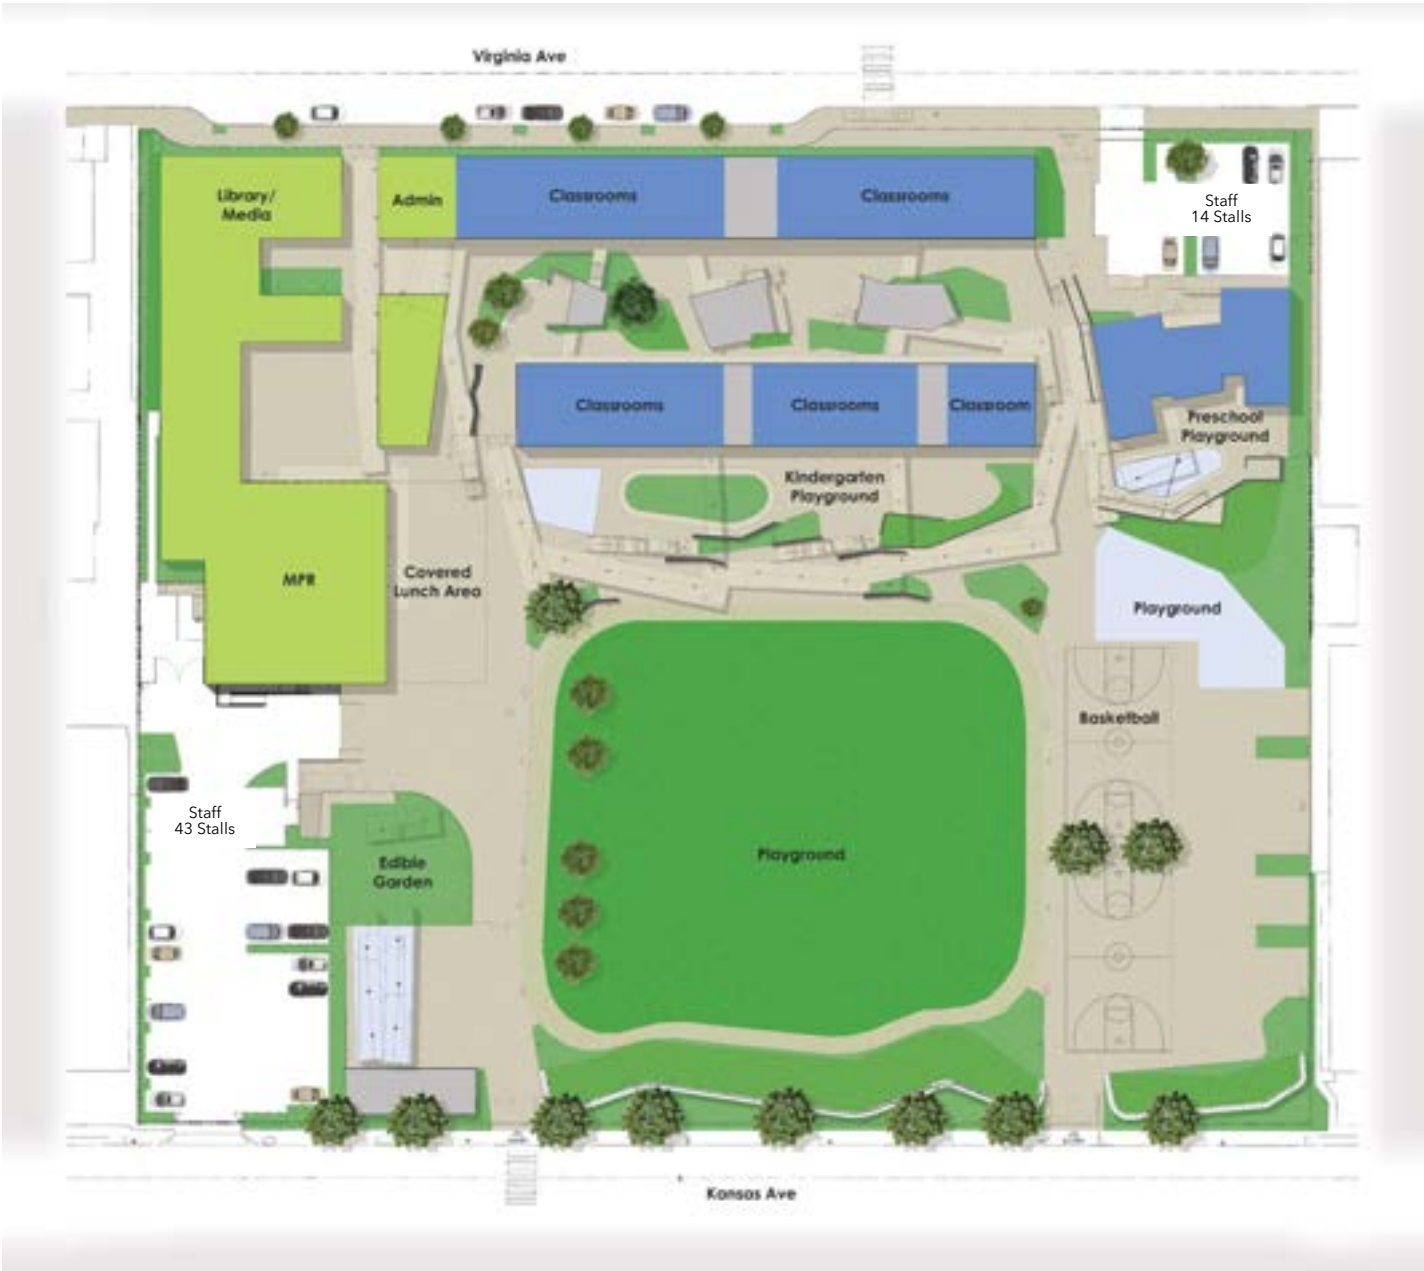 Virginia Ave
Library/
Media
Admin
Classrooms
Classrooms
Staff
14 Stalls
Classrooms
Classrooms
Classroom
Preschool
Playground
Kindergarten
Playground
MPR
Covered
Lunch Area
Playground
Basketball
Staff
43 Stalls
Edible
Garden
Playground
Kansas Ave